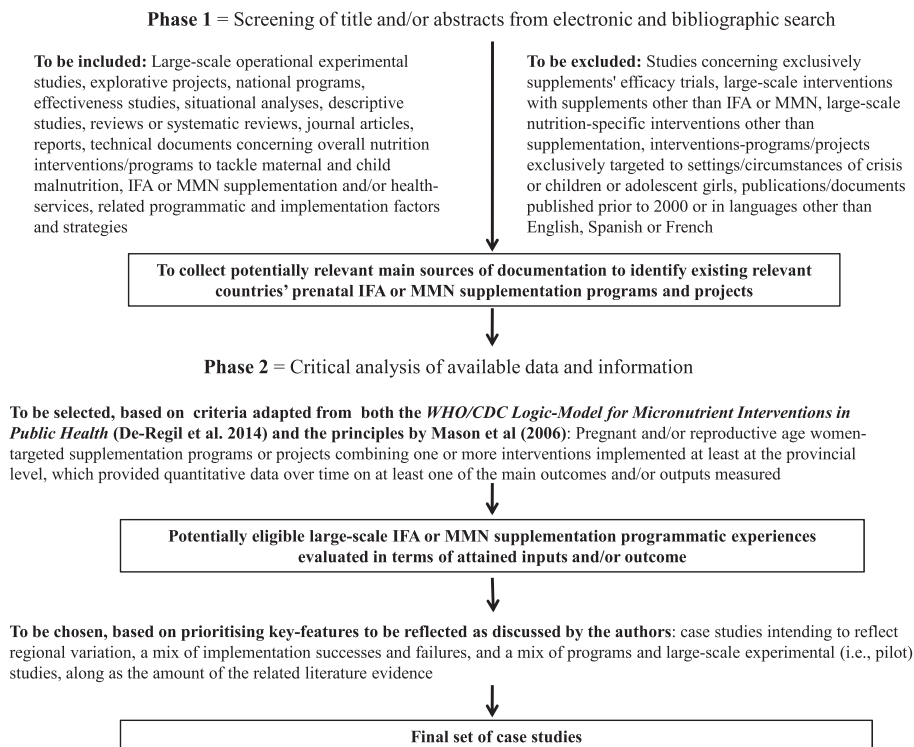 Phase 1 = Screening of title and/or abstracts from electronic and bibliographic search
To be included: Large-scale operational experimental
studies, explorative projects, national programs,
effectiveness studies, situational analyses, descriptive
studies, reviews or systematic reviews, journal articles,
reports, technical documents concerning overall nutrition
interventions/programs to tackle maternal and child
malnutrition, IFA or MMN supplementation and/or health-
services, related programmatic and implementation factors
and strategies
To be excluded: Studies concerning exclusively
supplements' efficacy trials, large-scale interventions
with supplements other than IFA or MMN, large-scale
nutrition-specific interventions other than
supplementation, interventions-programs/projects
exclusively targeted to settings/circumstances of crisis
or children or adolescent girls, publications/documents
published prior to 2000 or in languages other than
English, Spanish or French
To collect potentially relevant main sources of documentation to identify existing relevant
countries' prenatal IFA or MMN supplementation programs and projects
Phase 2 = Critical analysis of available data and information
To be selected, based on criteria adapted from both the WHO/CDC Logic-Model for Micronutrient Interventions in
Public Health (De-Regil et al. 2014) and the principles by Mason et al (2006): Pregnant and/or reproductive age women-
targeted supplementation programs or projects combining one or more interventions implemented at least at the provincial
level, which provided quantitative data over time on at least one of the main outcomes and/or outputs measured
Potentially eligible large-scale IFA or MMN supplementation programmatic experiences
evaluated in terms of attained inputs and/or outcome
To be chosen, based on prioritising key-features to be reflected as discussed by the authors: case studies intending to reflect
regional variation, a mix of implementation successes and failures, and a mix of programs and large-scale experimental (i.e., pilot)
studies, along as the amount of the related literature evidence
Final set of case studies